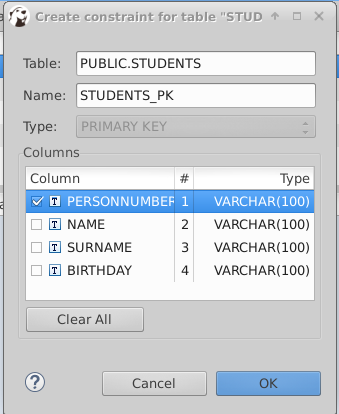 Create constraint for table "STUD
Table: PUBLIC.STUDENTS
Name: STUDENTS_PK
Type: PRIMARY KEY
Columns
Column # Type
T PERSONNUMBER 1 VARCHAR(100)
T NAME 2 VARCHAR(100)
T SURNAME 3 VARCHAR(100)
T BIRTHDAY 4 VARCHAR(100)
Clear All
? Cancel OK